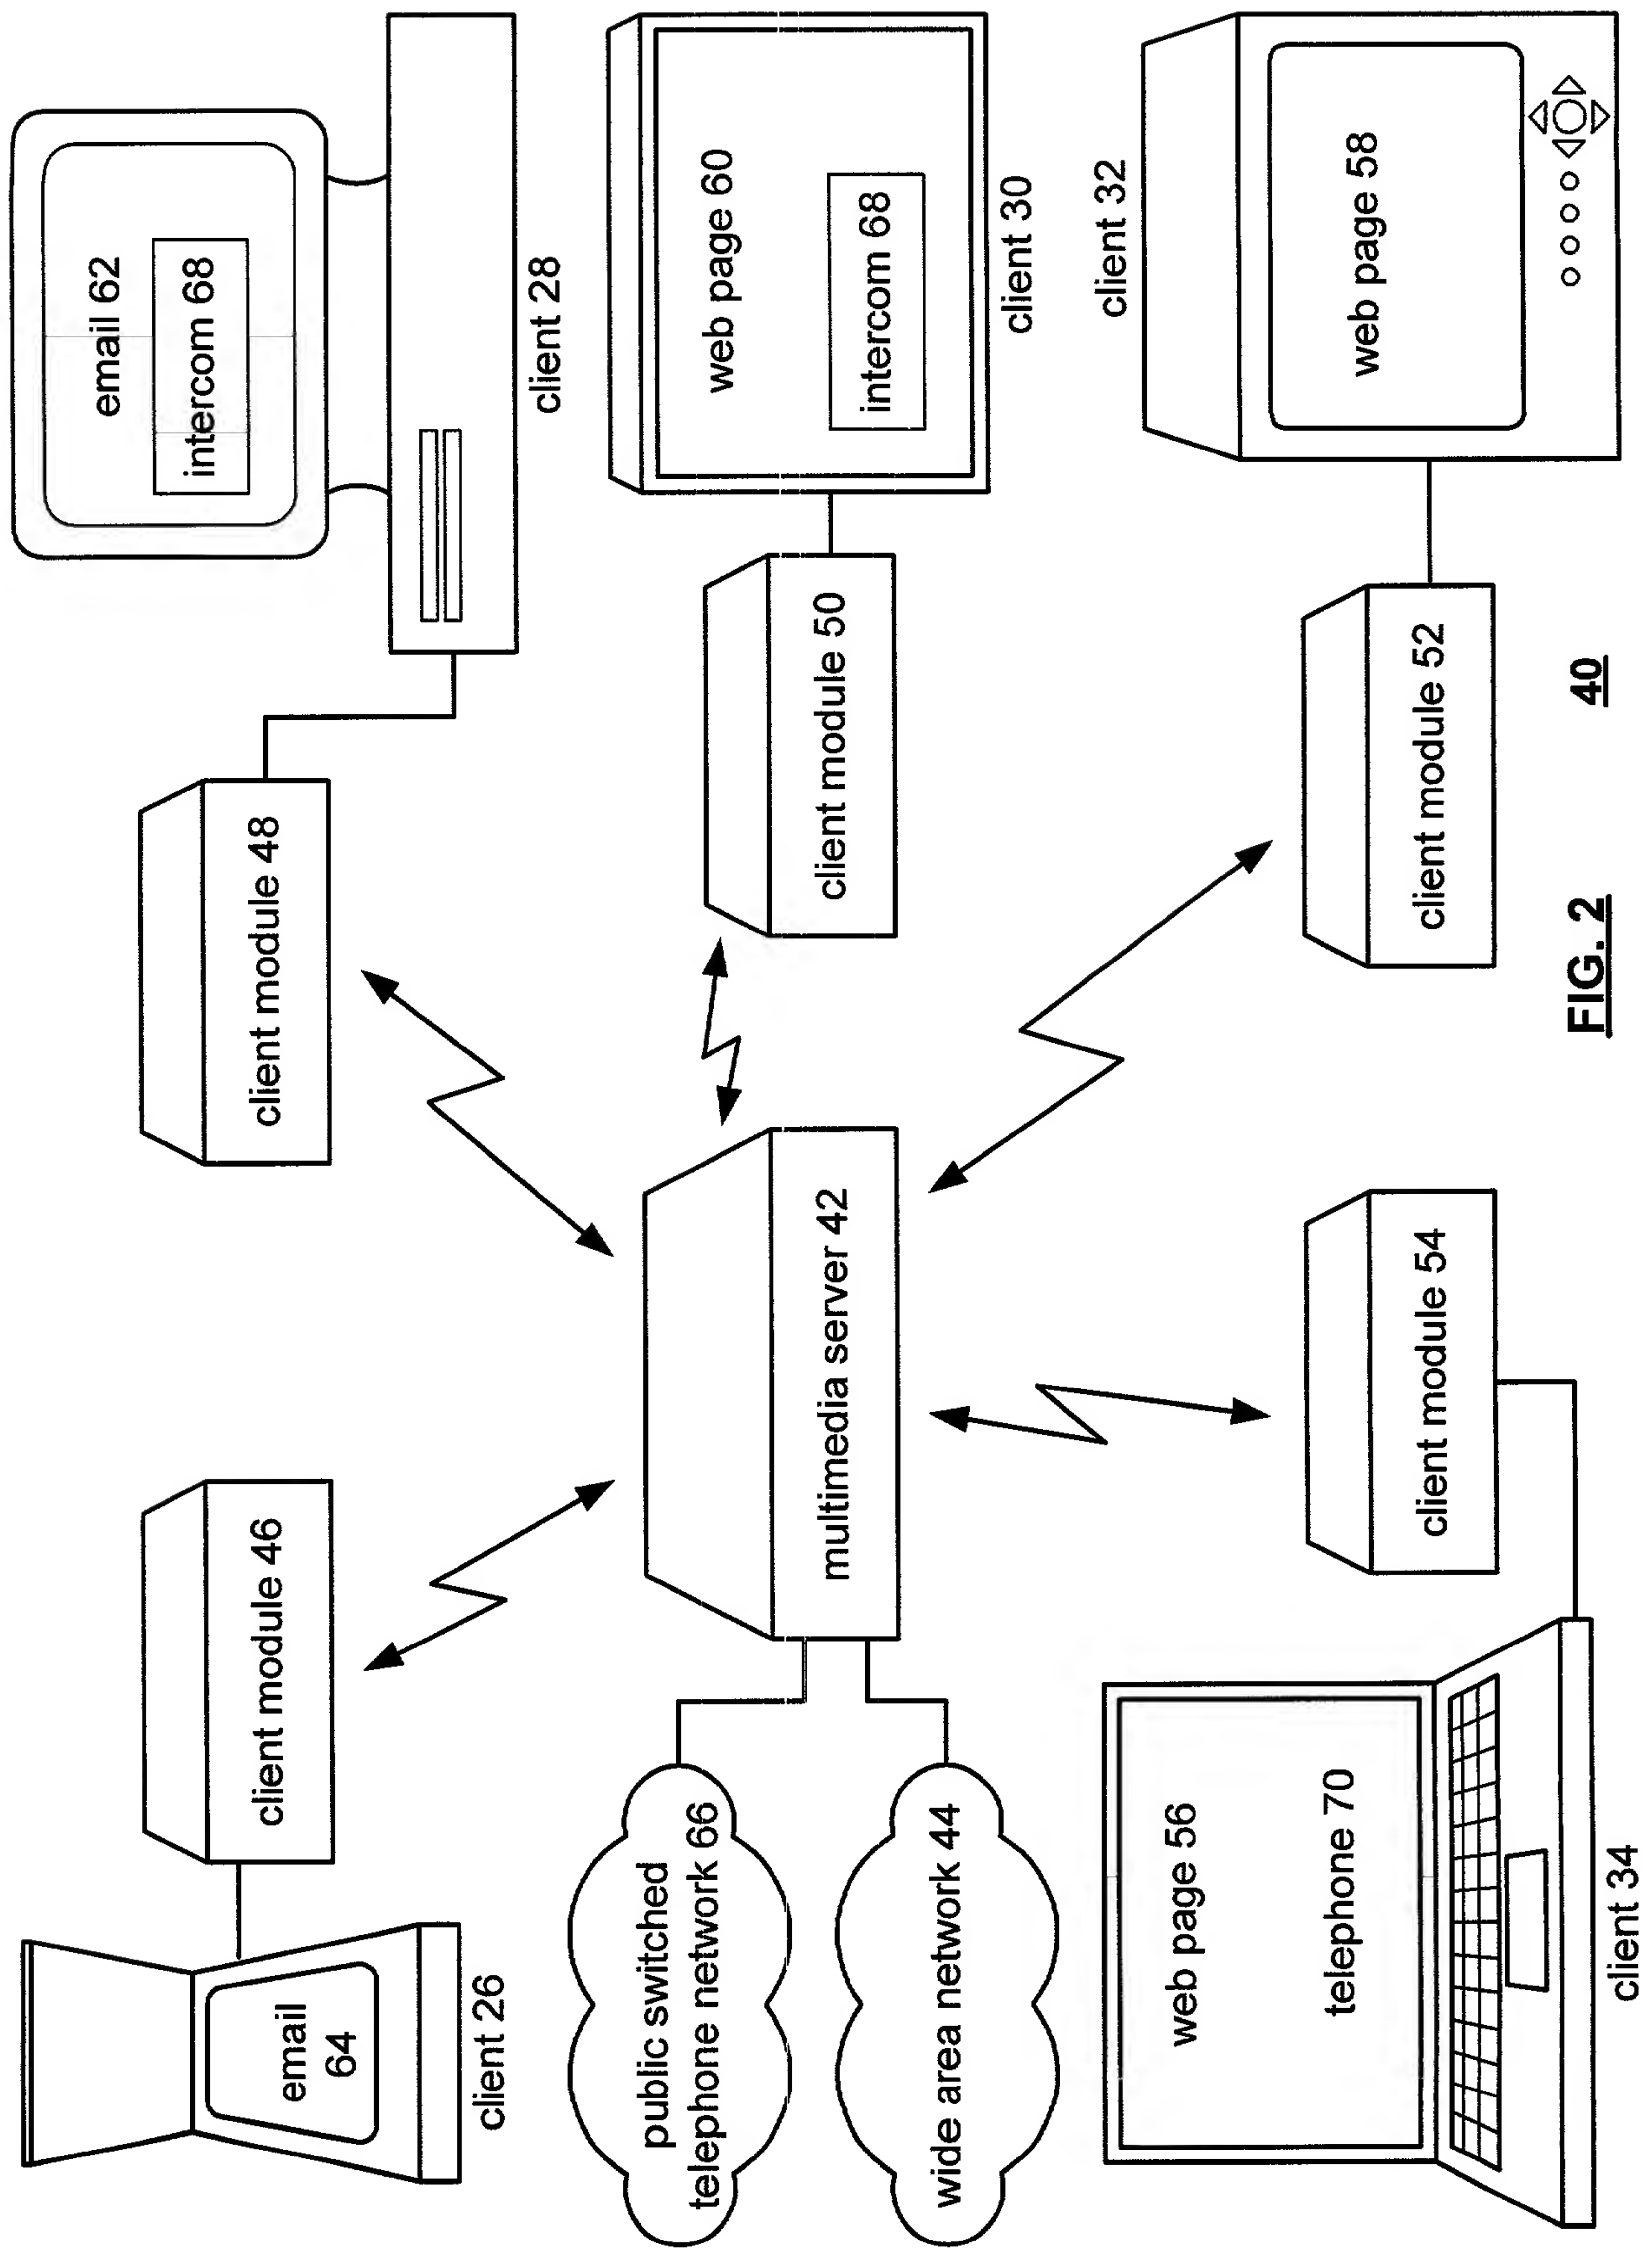 email
64
client 26
client module 46
client module 48
email 62
intercom 68
client 28
public switched
telephone network 66
wide area network 44
multimedia server 42
client module 50
web page 60
intercom 68
client 30
web page 56
telephone 70
client 34
client module 54
client module 52
client 32
web page 58
FIG. 2
40